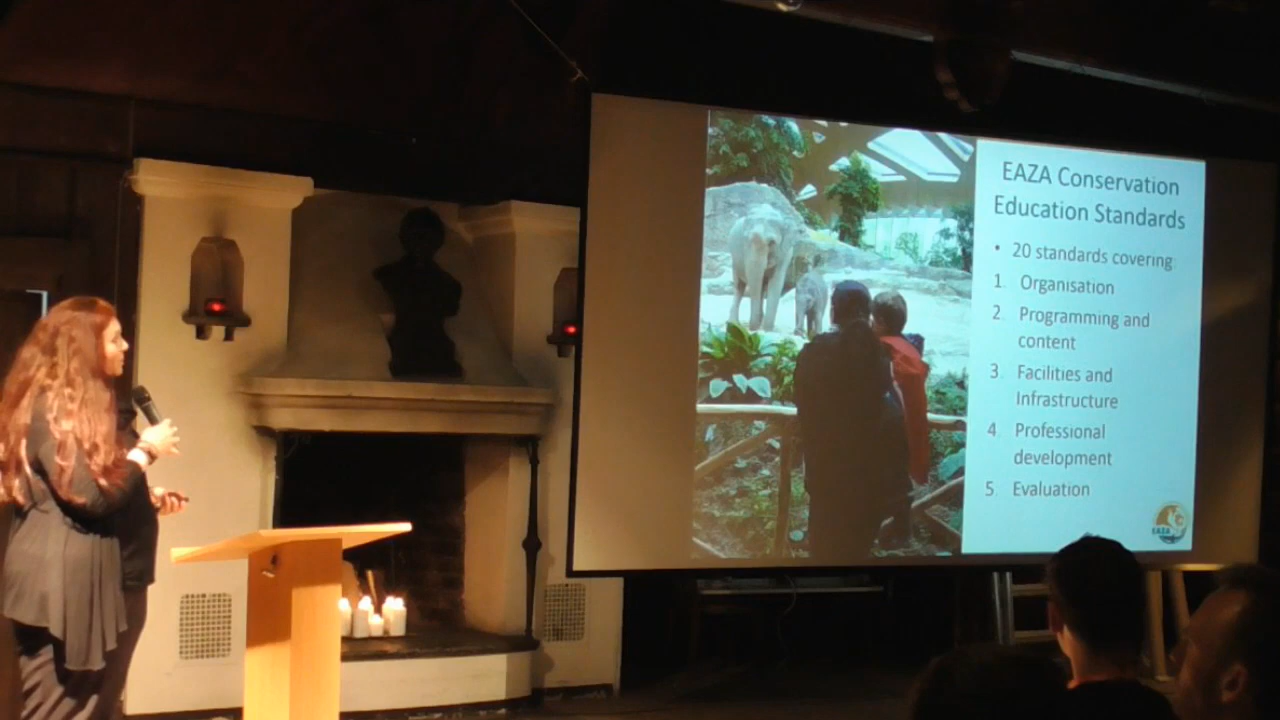 EAZA Conservation
Education Standards
• 20 standards covering
1. Organisation
2. Programming and
content
3. Facilities and
Infrastructure
4. Professional
development
5. Evaluation
EAZA